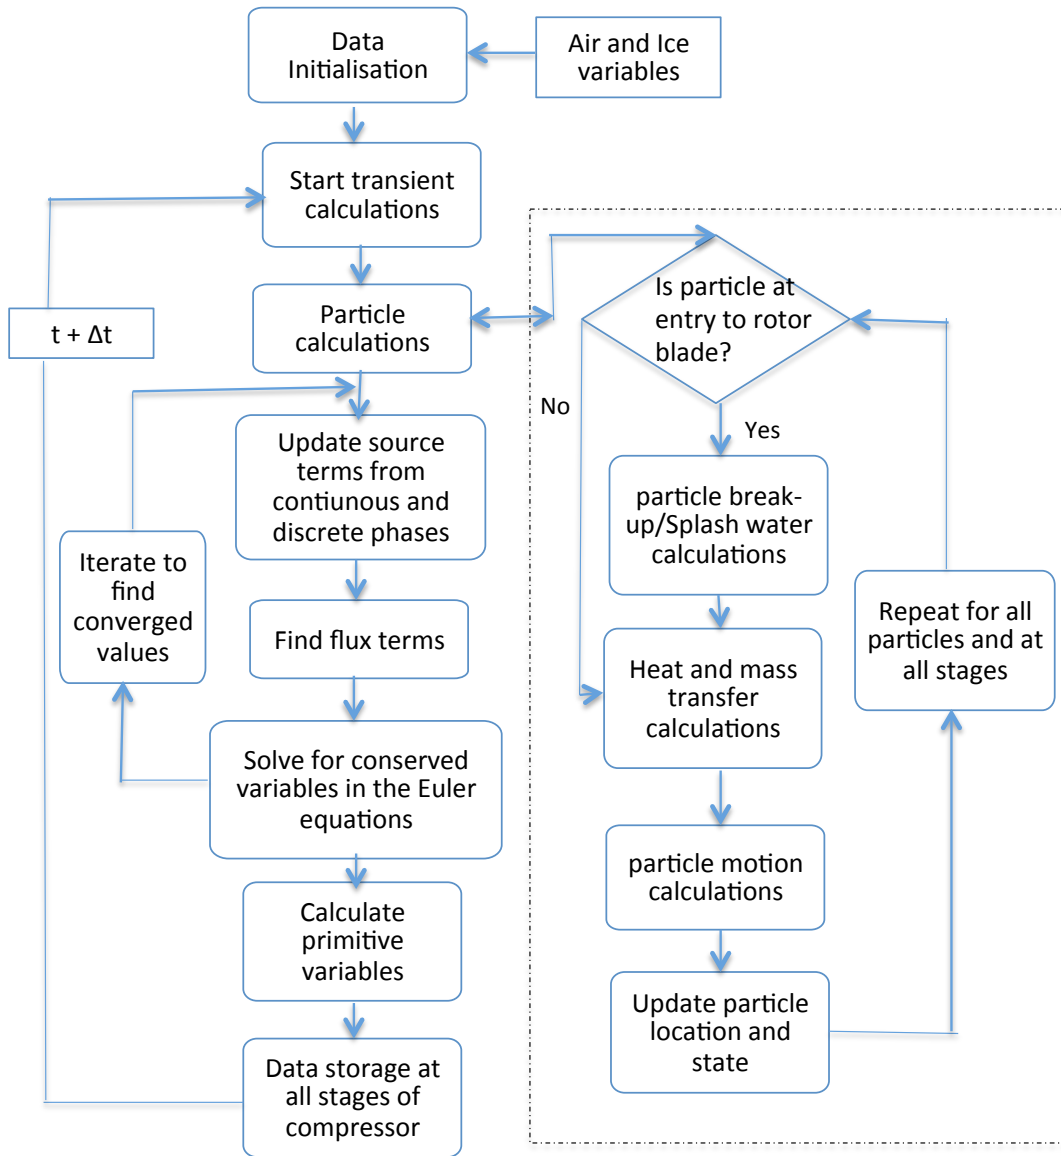 Data
Initialisation
Air and Ice
variables
Start transient
calculations
Particle
calculations
t + Δt
Is particle at
entry to rotor
blade?
No
Yes
Update source
terms from
contiunous and
discrete phases
particle break-
up/Splash water
calculations
Iterate to
find
converged
values
Find flux terms
Heat and mass
transfer
calculations
Repeat for all
particles and at
all stages
Solve for conserved
variables in the Euler
equations
particle motion
calculations
Calculate
primitive
variables
Update particle
location and
state
Data storage at
all stages of
compressor